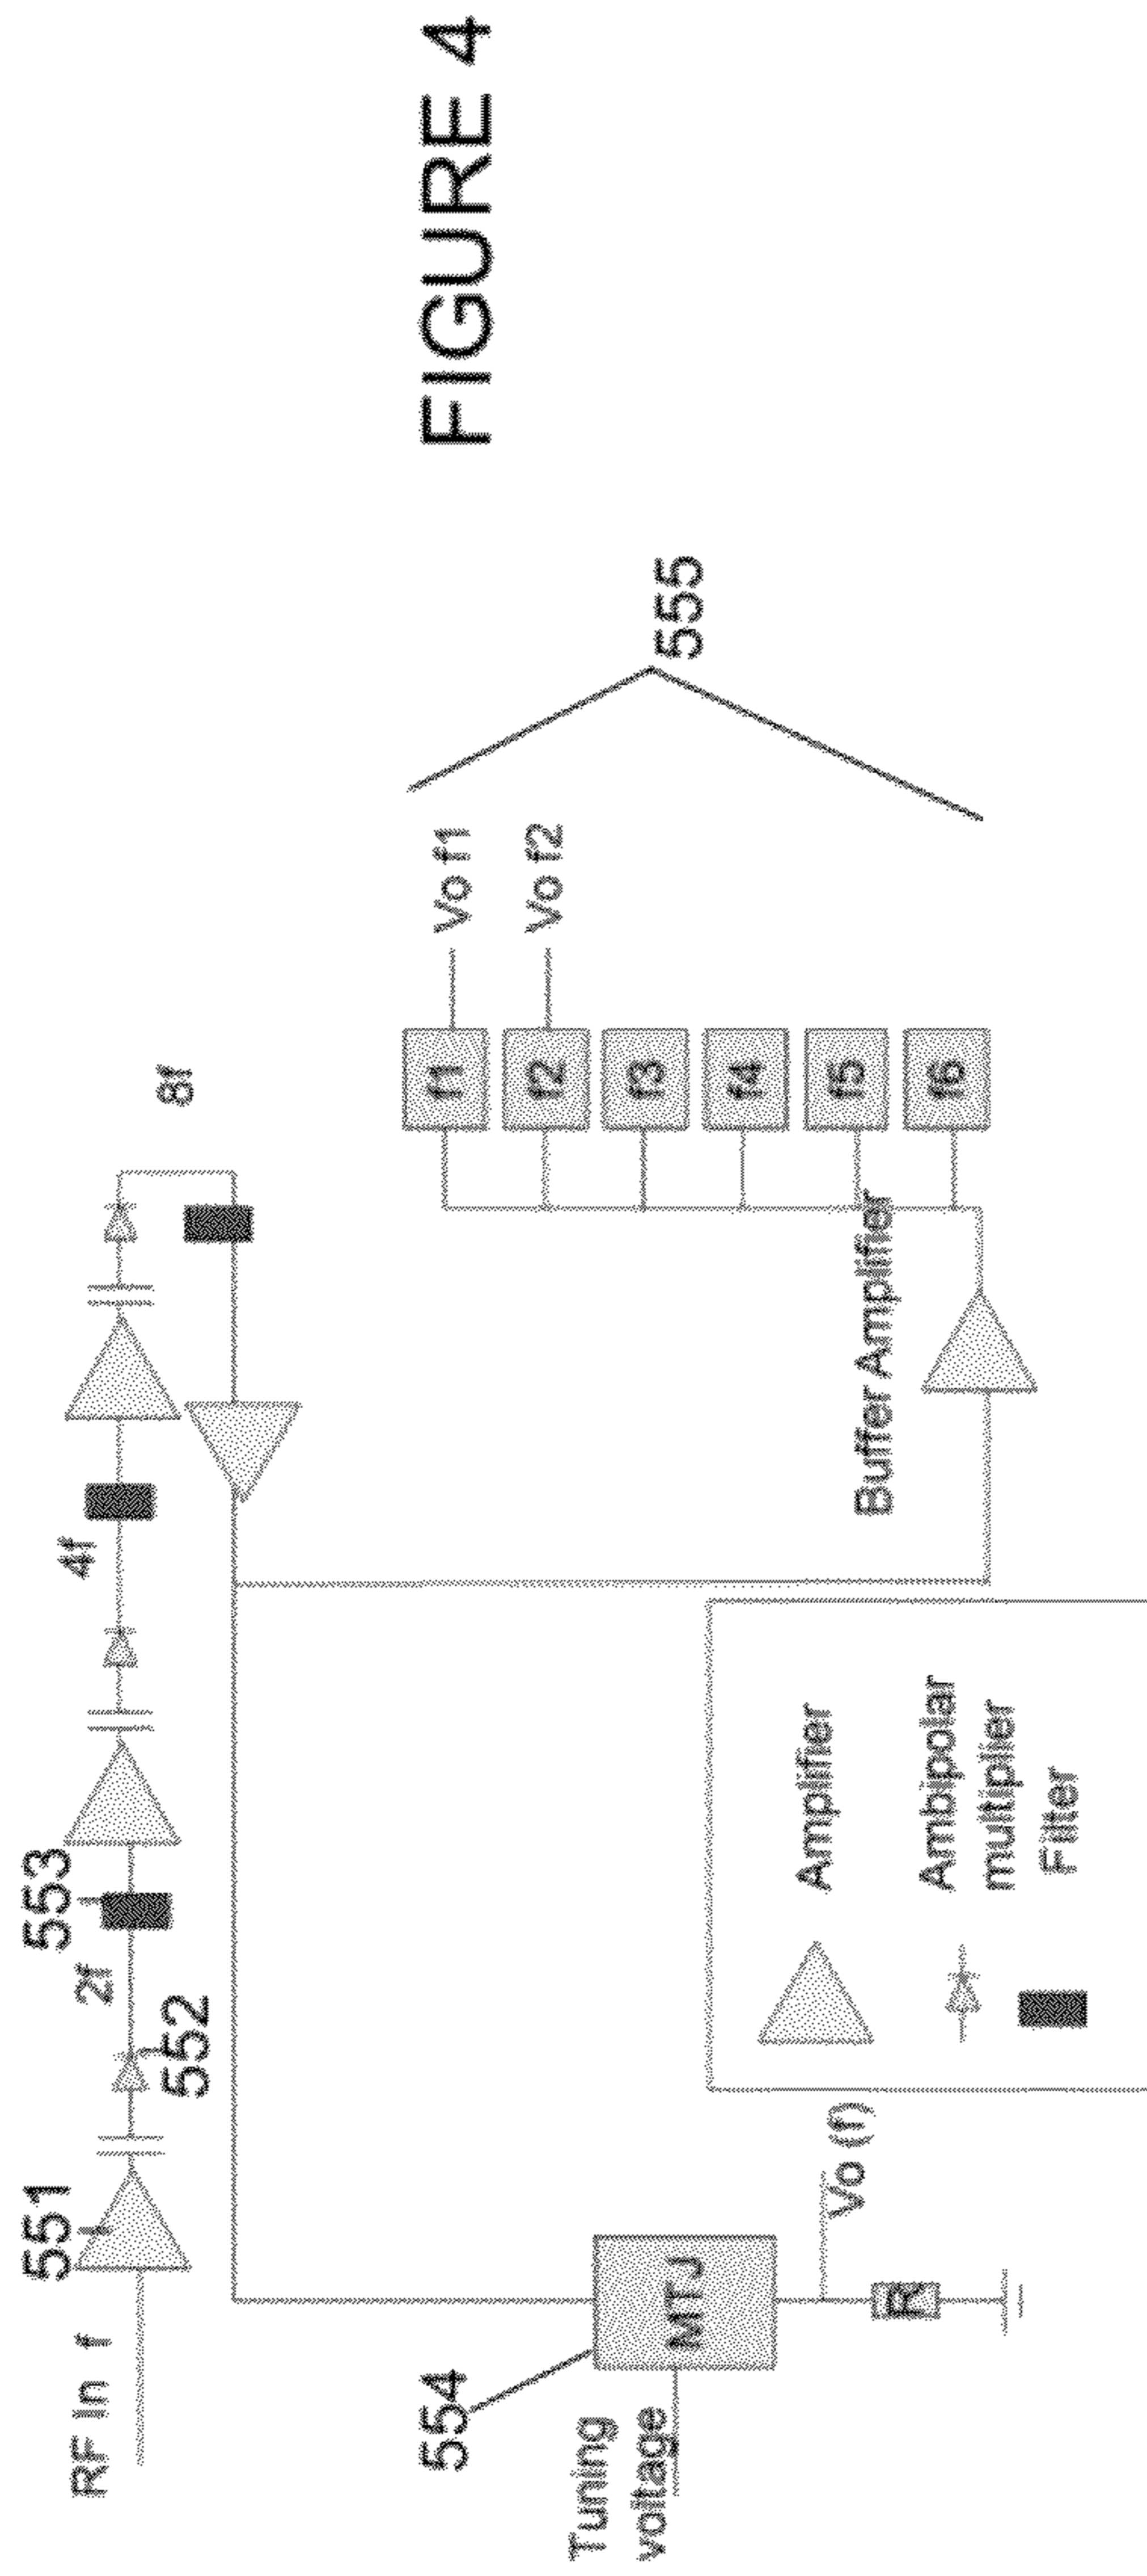 FIGURE 4
RF In f
551
552
2f
553
4f
8f
554
Tuning
voltage
MTJ
Vo (f)
R
Buffer Amplifier
f1
f2
f3
f4
f5
f6
Vo f1
Vo f2
555
Amplifier
Ambipolar
multiplier
Filter